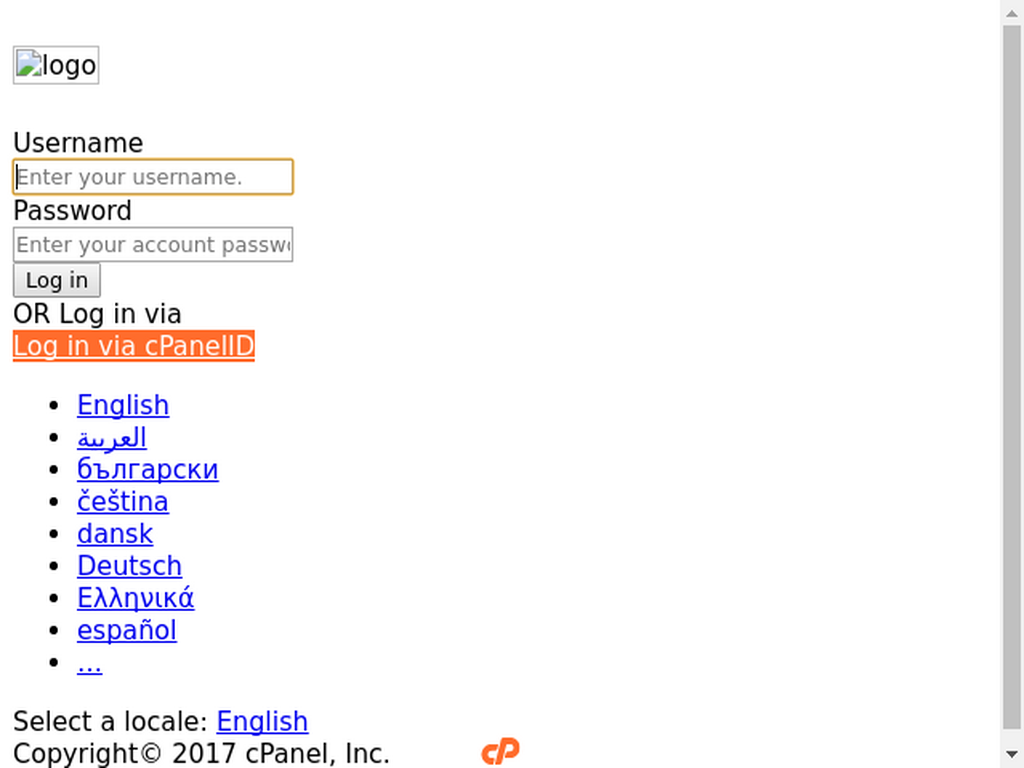 logo
Username
Enter your username.
Password
Enter your account passw
Log in
OR Log in via
Log in via cPanelID
English
العربية
български
čeština
dansk
Deutsch
Ελληνικά
español
...
Select a locale: English
Copyright© 2017 cPanel, Inc. cP